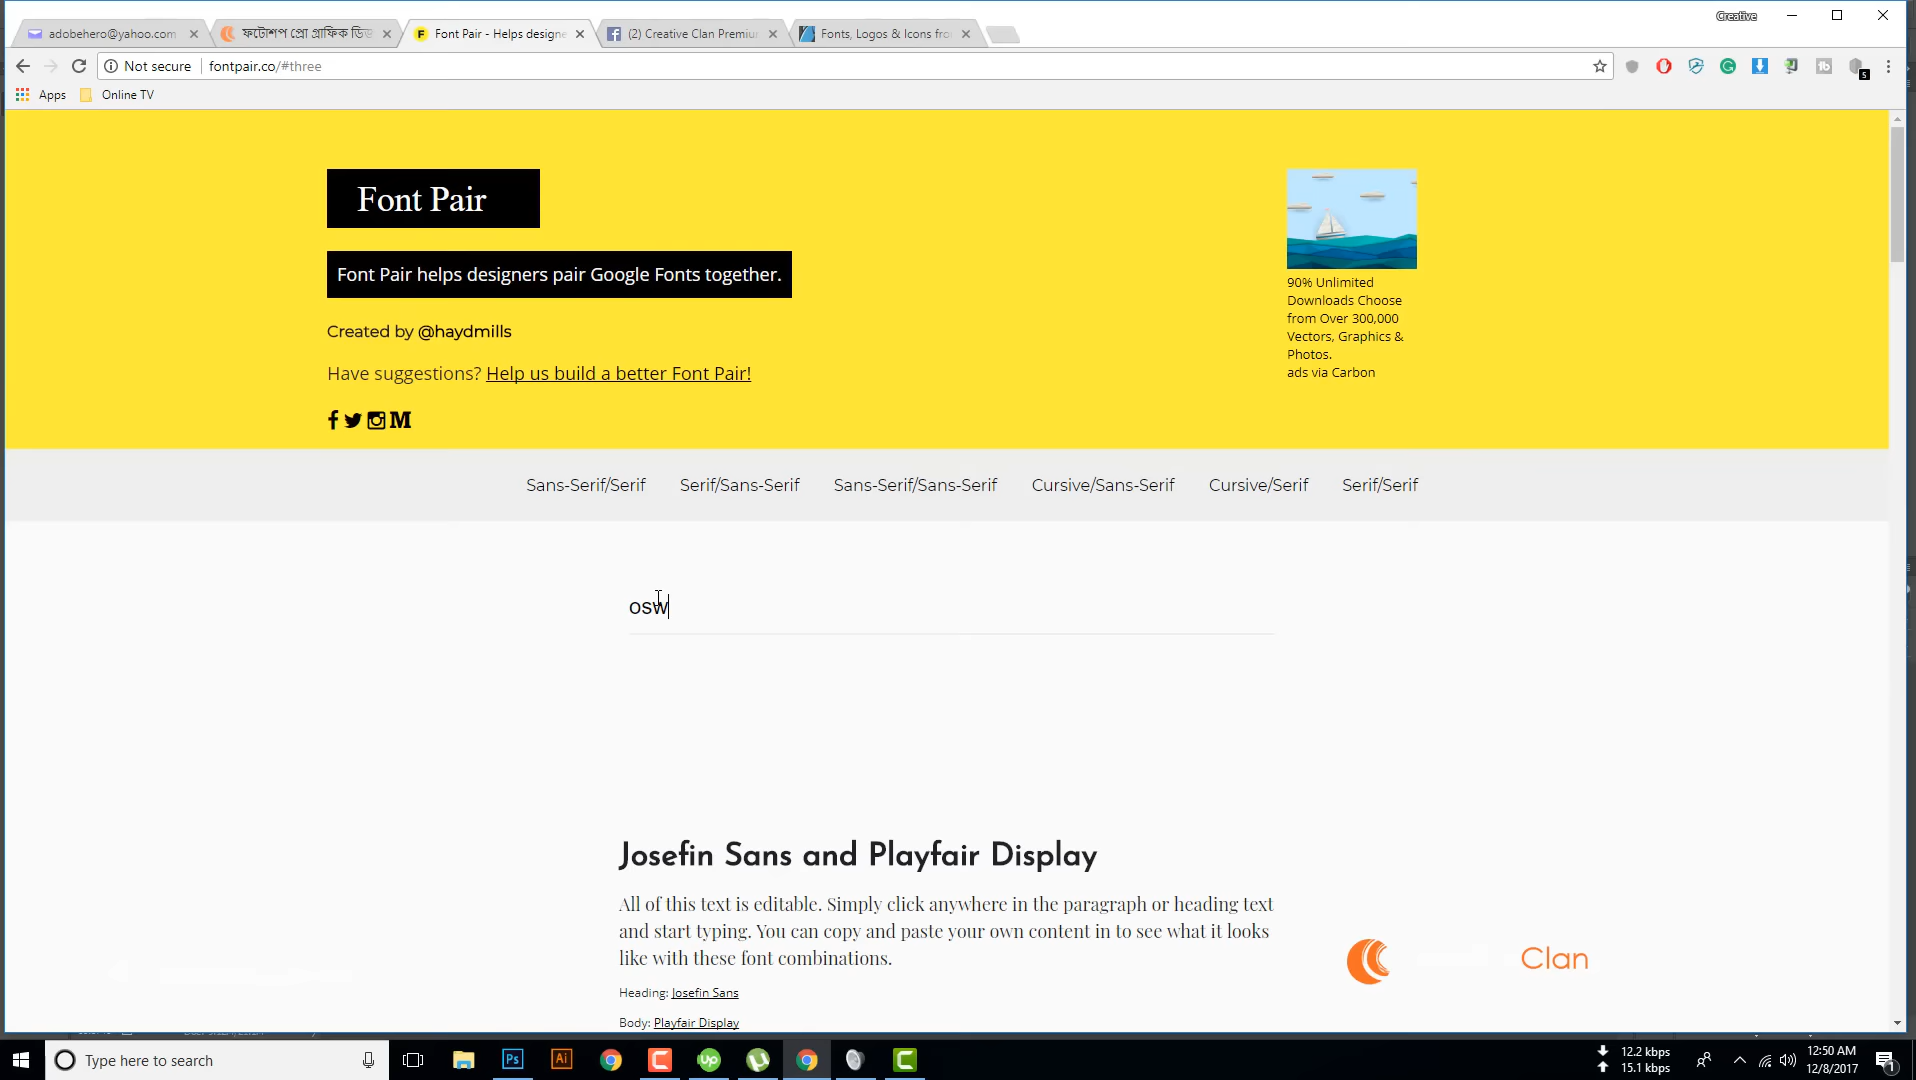 Creative
adobehero@yahoo.com
ফটোশপ প্রো গ্রাফিক ডিজ
Font Pair - Helps designe
(2) Creative Clan Premiu
Fonts, Logos & Icons fro
Not secure
fontpair.co/#three
5
Apps
Online TV
Font Pair
Font Pair helps designers pair Google Fonts together.
Created by @haydmills
Have suggestions? Help us build a better Font Pair!
90% Unlimited
Downloads Choose
from Over 300,000
Vectors, Graphics &
Photos.
ads via Carbon
Sans-Serif/Serif
Serif/Sans-Serif
Sans-Serif/Sans-Serif
Cursive/Sans-Serif
Cursive/Serif
Serif/Serif
osw
Josefin Sans and Playfair Display
All of this text is editable. Simply click anywhere in the paragraph or heading text
and start typing. You can copy and paste your own content in to see what it looks
like with these font combinations.
Heading: Josefin Sans
Body: Playfair Display
Clan
Type here to search
Ps
Ai
Up
12.2 kbps
15.1 kbps
12:50 AM
12/8/2017
1